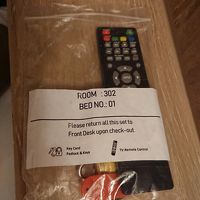 ROOM :302
BED NO.: 01
Please return all this set to
Front Desk upon check-out
Key Card
Padlock & Keys
TV Remote Control